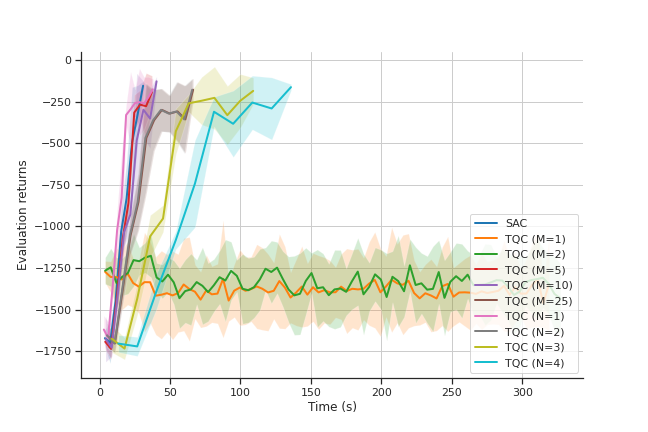 0
−250
−500
−750
−1000
−1250
−1500
−1750
Evaluation returns
0
50
100
150
200
250
300
Time (s)
SAC
TQC (M=1)
TQC (M=2)
TQC (M=5)
TQC (M=10)
TQC (M=25)
TQC (N=1)
TQC (N=2)
TQC (N=3)
TQC (N=4)